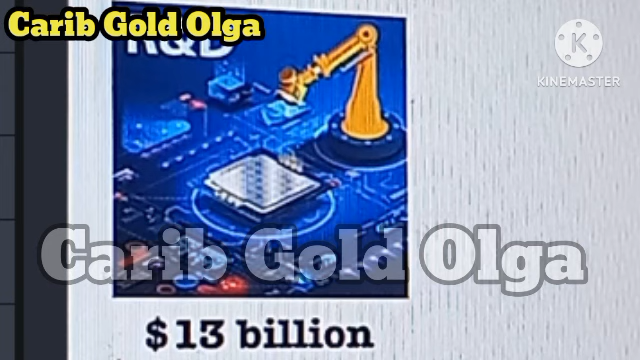 Carib Gold Olga
R&D
K
KINEMASTER
Carib Gold Olga
$13 billion